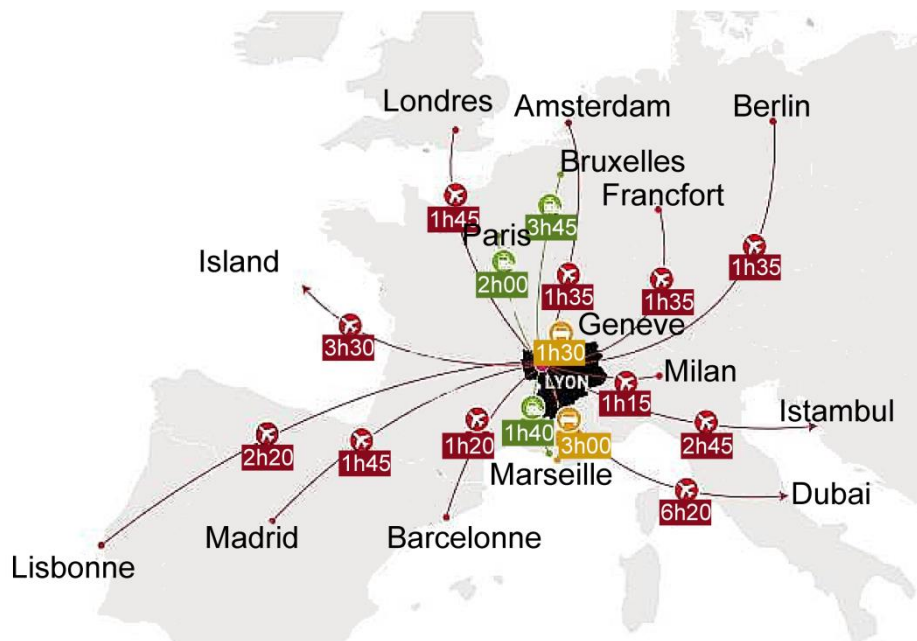 Londres
Amsterdam
Berlin
Bruxelles
Francfort
1h45
3h45
Paris
Island
2h00
1h35
1h35
1h35
Genéve
3h30
1h30
LYON
Milan
1h15
Istambul
2h20
1h45
1h20
1h40
3h00
2h45
Marseille
6h20
Dubai
Lisbonne
Madrid
Barcelonne